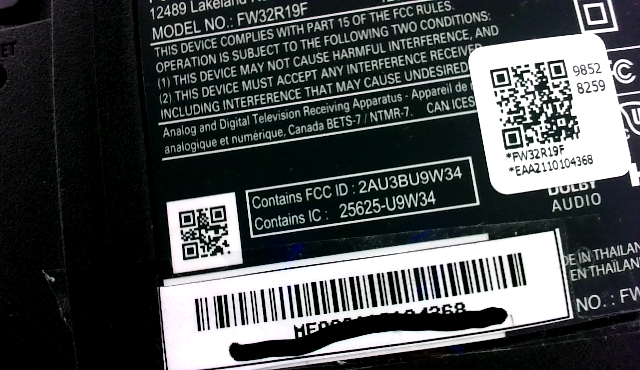 12489 Lakeland
MODEL NO.: FW32R19F
THIS DEVICE COMPLIES WITH PART 15 OF THE FCC RULES.
OPERATION IS SUBJECT TO THE FOLLOWING TWO CONDITIONS:
(1) THIS DEVICE MAY NOT CAUSE HARMFUL INTERFERENCE, AND
(2) THIS DEVICE MUST ACCEPT ANY INTERFERENCE RECEIVED,
INCLUDING INTERFERENCE THAT MAY CAUSE UNDESIRED
Analog and Digital Television Receiving Apparatus - Appareil de
analogique et numérique, Canada BETS-7 / NTMR-7. CAN ICES
9852
8259
*FW32R19F
*EAA2110104368
Contains FCC ID : 2AU3BU9W34
Contains IC : 25625-U9W34
DOLBY
AUDIO
DE IN THAILAND
EN THAILAN
NO. : FW